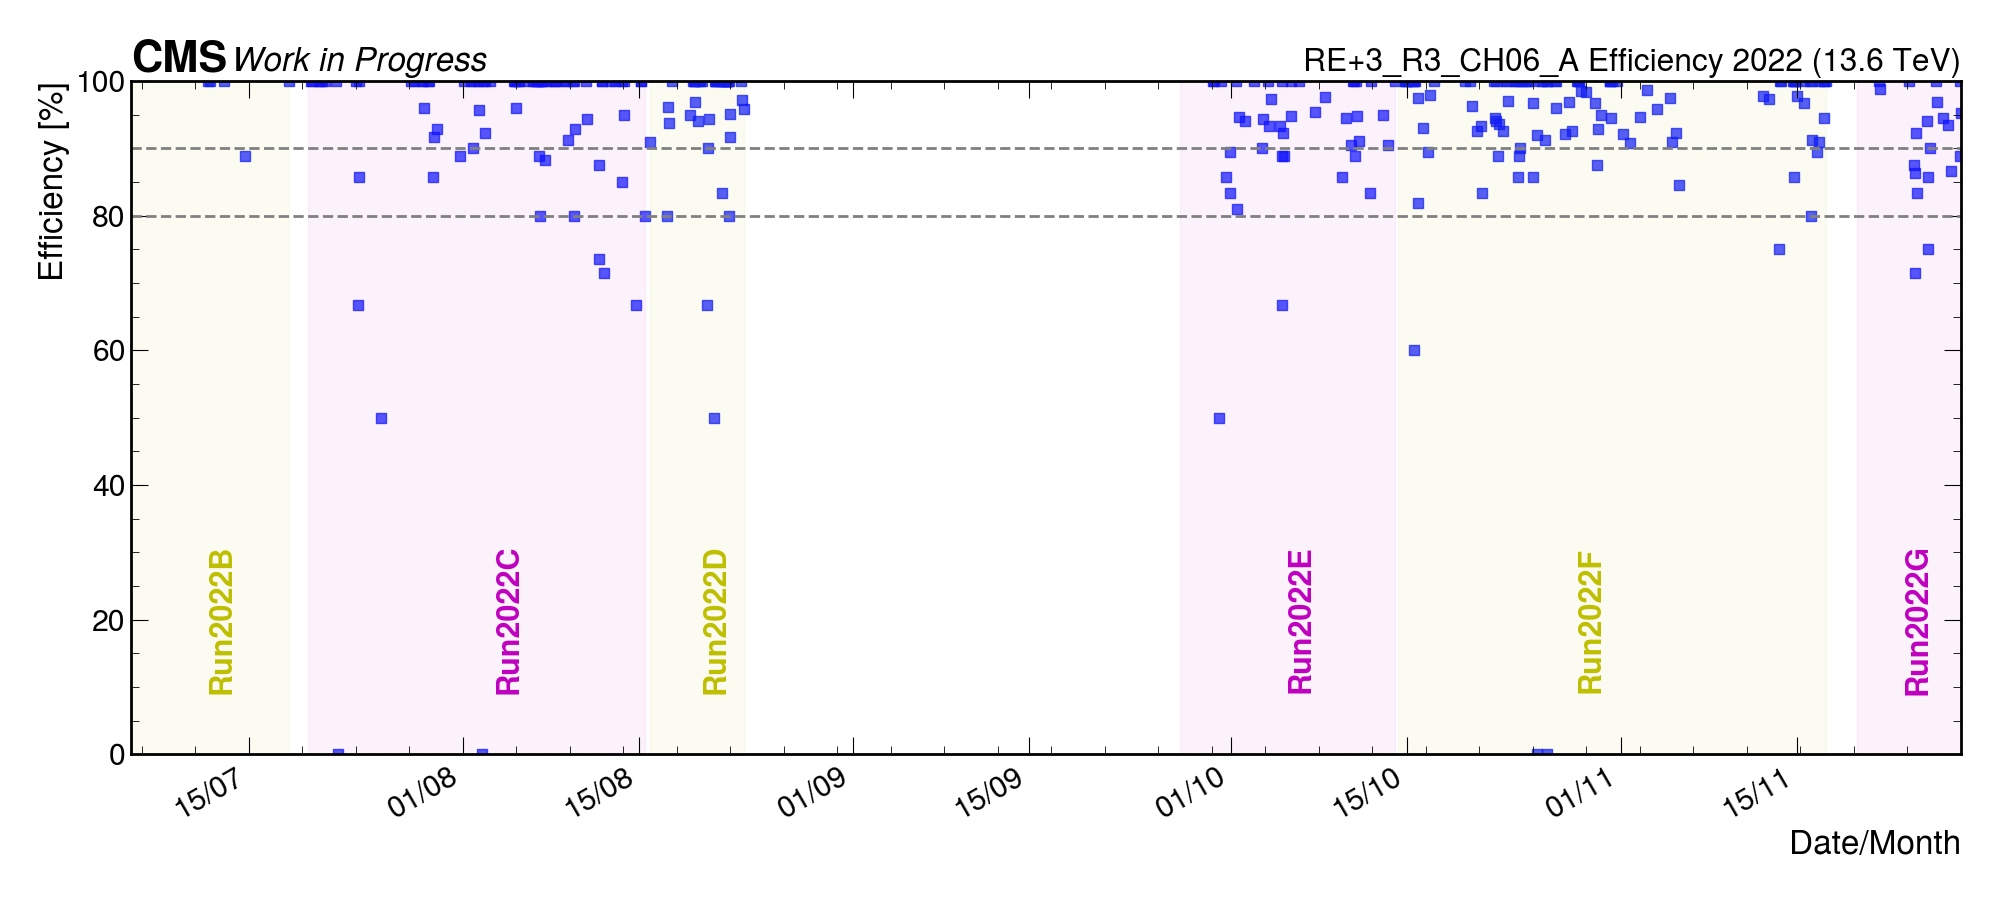 CMS Work in Progress
RE+3_R3_CH06_A Efficiency 2022 (13.6 TeV)
Efficiency [%]
100
80
60
40
20
0
Run2022B
Run2022C
Run2022D
Run2022E
Run2022F
Run2022G
15/07
01/08
15/08
01/09
15/09
01/10
15/10
01/11
15/11
Date/Month